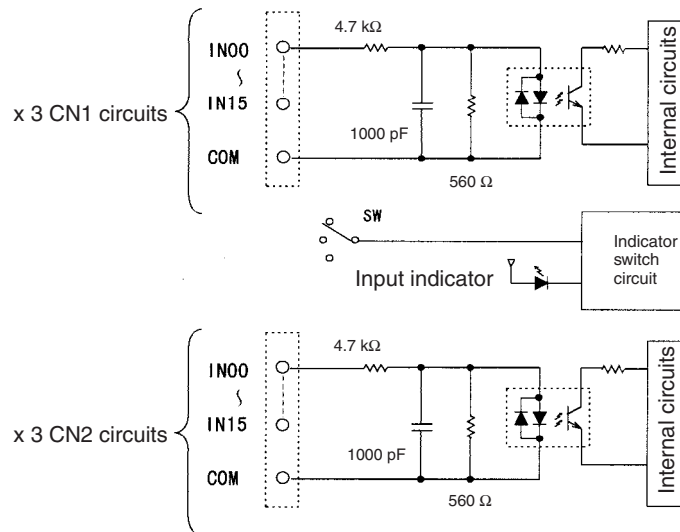 4.7 kΩ
IN00
IN15
x 3 CN1 circuits
1000 pF
COM
560 Ω
Internal circuits
SW
Input indicator
Indicator
switch
circuit
4.7 kΩ
IN00
IN15
x 3 CN2 circuits
1000 pF
COM
560 Ω
Internal circuits